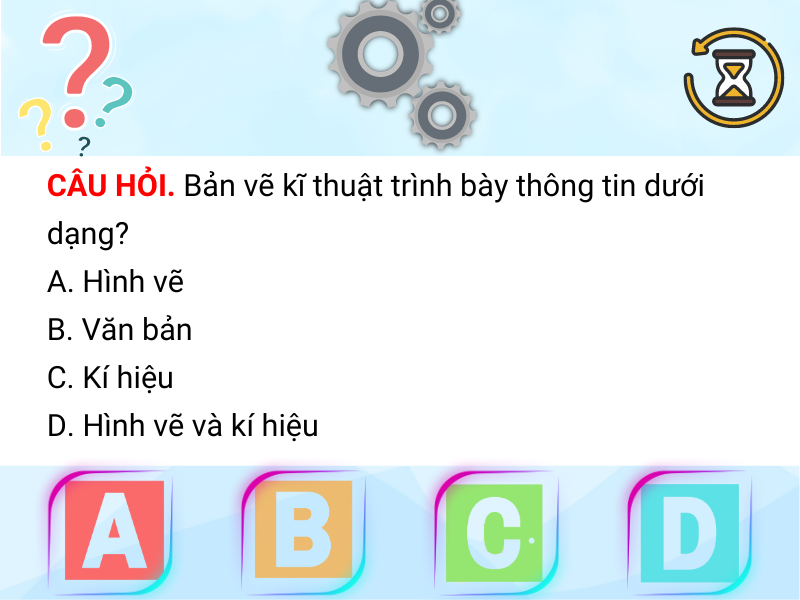 CÂU HỎI. Bản vẽ kĩ thuật trình bày thông tin dưới
dạng?
A. Hình vẽ
B. Văn bản
C. Kí hiệu
D. Hình vẽ và kí hiệu
A B C D